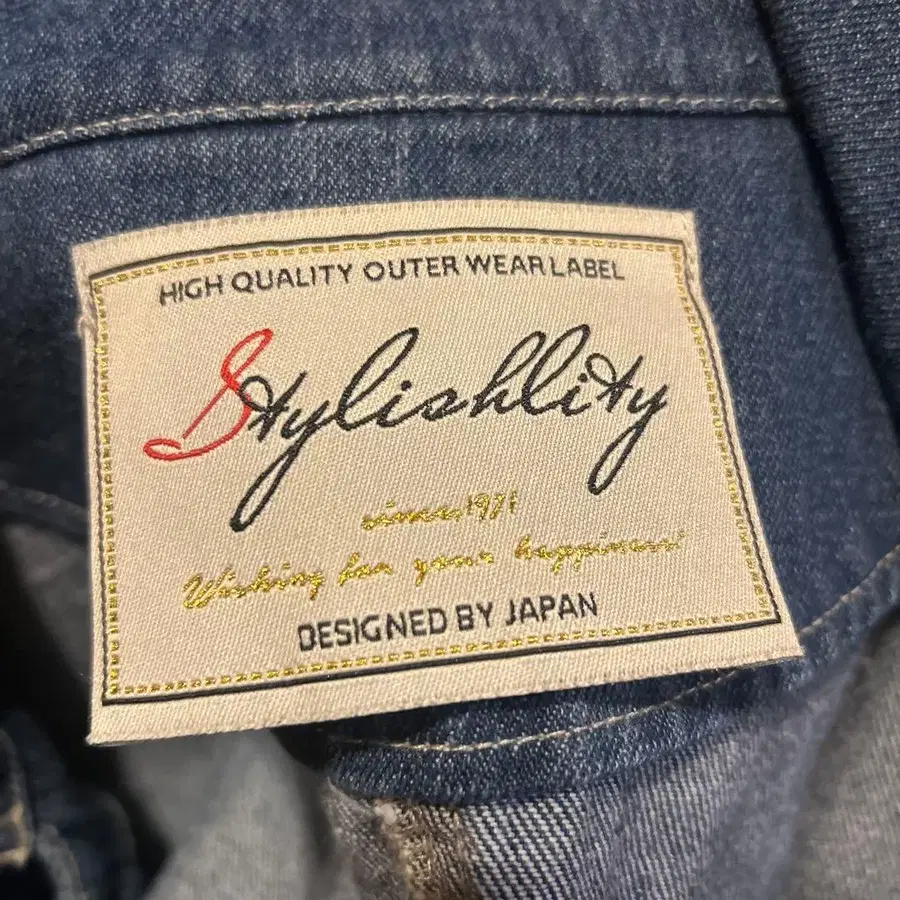 HIGH QUALITY OUTER WEAR LABEL
Stylishlity
since1971
Wishing for your happiness!
DESIGNED BY JAPAN